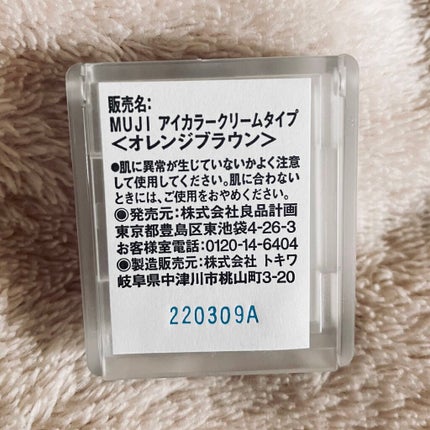 販売名：
MUJI アイカラークリームタイプ
＜オレンジブラウン＞
●肌に異常が生じていないかよく注意
して使用してください。肌に合わない
ときには、ご使用をおやめください。
◉発売元：株式会社良品計画
東京都豊島区東池袋4-26-3
お客様室電話：0120-14-6404
◉製造販売元：株式会社 トキワ
岐阜県中津川市桃山町3-20
220309A